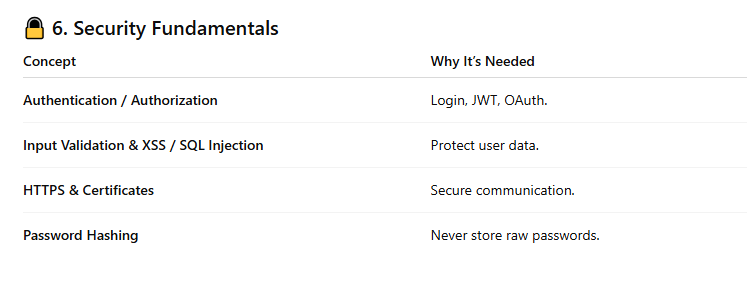 🔒 6. Security Fundamentals
Concept Why It’s Needed
Authentication / Authorization Login, JWT, OAuth.
Input Validation & XSS / SQL Injection Protect user data.
HTTPS & Certificates Secure communication.
Password Hashing Never store raw passwords.